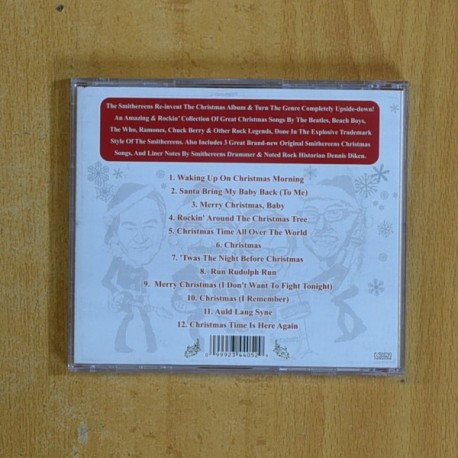 The Smithereens Re-invent The Christmas Album & Turn The Genre Completely Upside-down!
An Amazing & Rockin' Collection Of Great Christmas Songs By The Beatles, Beach Boys,
The Who, Ramones, Chuck Berry & Other Rock Legends, Done In The Explosive Trademark
Style Of The Smithereens. Also Includes 3 Great Brand-new Original Smithereens Christmas
Songs, And Liner Notes By Smithereens Drummer & Noted Rock Historian Dennis Diken.
1. Waking Up On Christmas Morning
2. Santa Bring My Baby Back (To Me)
3. Merry Christmas, Baby
4. Rockin' Around The Christmas Tree
5. Christmas Time All Over The World
6. Christmas
7. 'Twas The Night Before Christmas
8. Run Rudolph Run
9. Merry Christmas (I Don't Want To Fight Tonight)
10. Christmas (I Remember)
11. Auld Lang Syne
12. Christmas Time Is Here Again
99923 44052